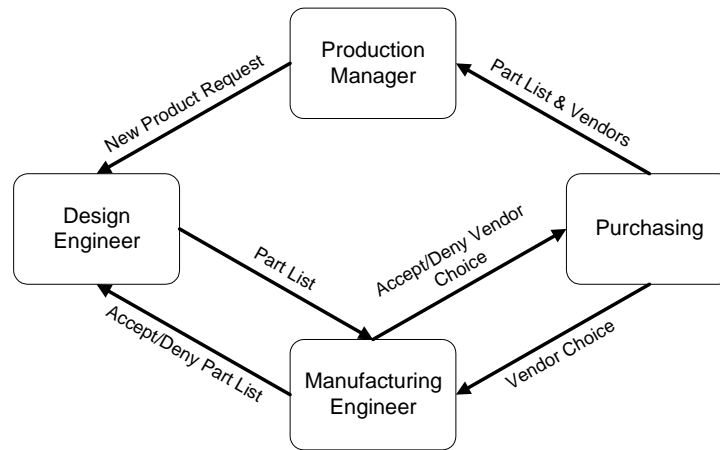 Production
Manager
New Product Request
Part List & Vendors
Design
Engineer
Purchasing
Part List
Accept/Deny Vendor
Choice
Accept/Deny Part List
Vendor Choice
Manufacturing
Engineer